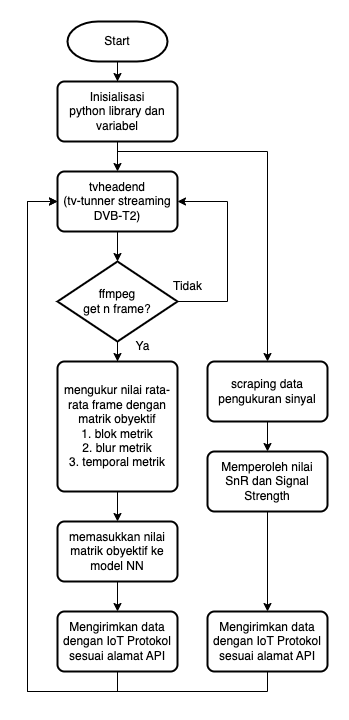 Start
Inisialisasi
python library dan
variabel
tvheadend
(tv-tunner streaming
DVB-T2)
ffmpeg
get n frame?
Tidak
Ya
mengukur nilai rata-
rata frame dengan
matrik obyektif
1. blok metrik
2. blur metrik
3. temporal metrik
scraping data
pengukuran sinyal
Memperoleh nilai
SnR dan Signal
Strength
memasukkan nilai
matrik obyektif ke
model NN
Mengirimkan data
dengan IoT Protokol
sesuai alamat API
Mengirimkan data
dengan IoT Protokol
sesuai alamat API